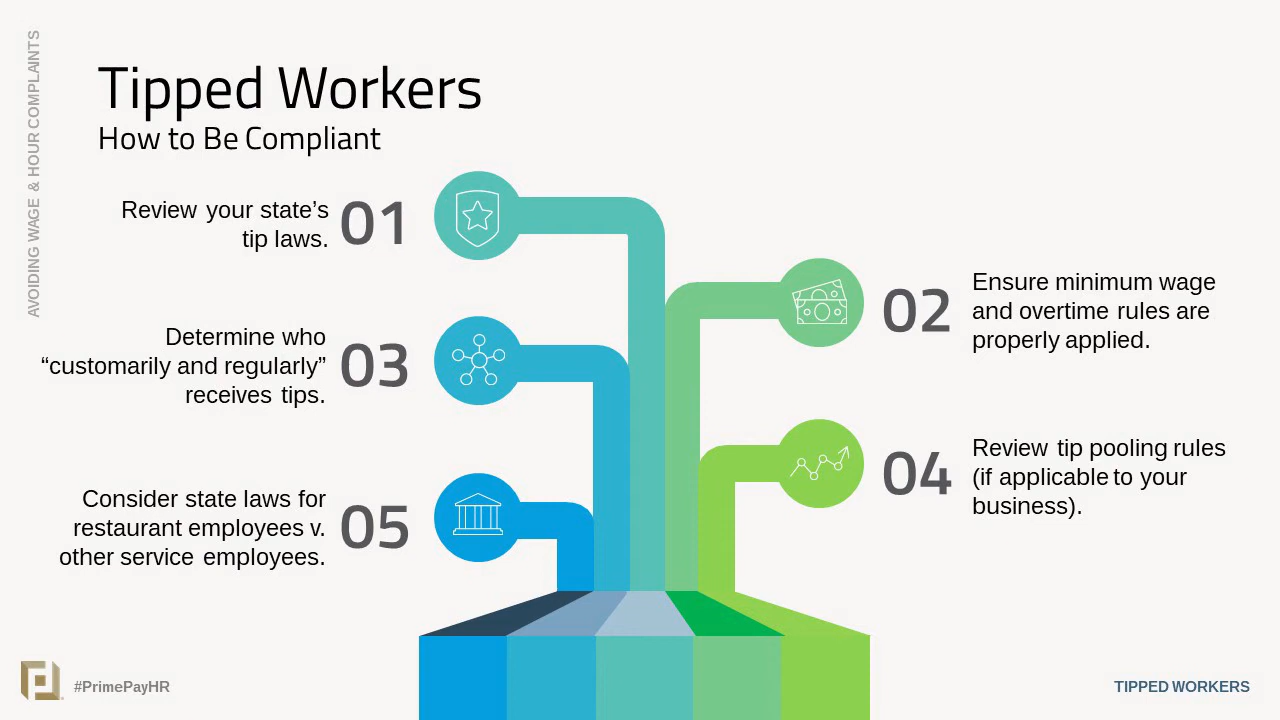 AVOIDING WAGE & HOUR COMPLAINTS
Tipped Workers
How to Be Compliant
01
Review your state’s
tip laws.
02
Ensure minimum wage
and overtime rules are
properly applied.
03
Determine who
“customarily and regularly”
receives tips.
04
Review tip pooling rules
(if applicable to your
business).
05
Consider state laws for
restaurant employees v.
other service employees.
#PrimePayHR
TIPPED WORKERS